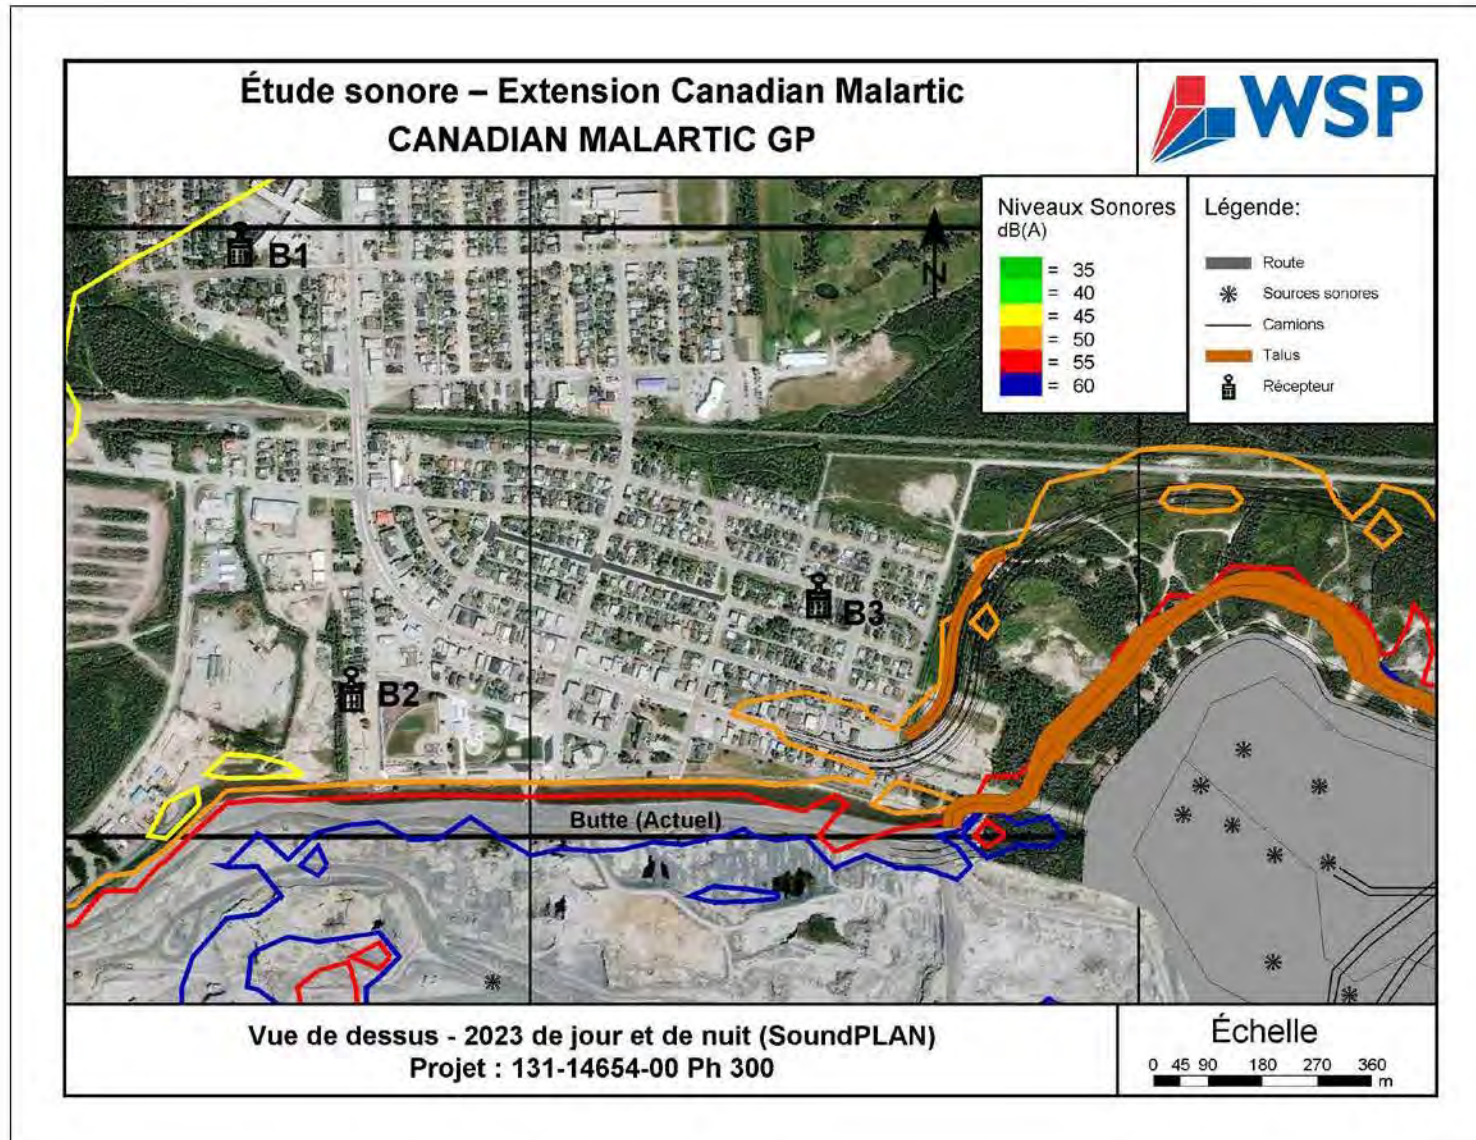 Étude sonore – Extension Canadian Malartic
CANADIAN MALARTIC GP
WSP
Niveaux Sonores
dB(A)
= 35
= 40
= 45
= 50
= 55
= 60
Légende:
Route
Sources sonores
Camions
Talus
Récepteur
N
B1
B2
B3
Butte (Actuel)
Vue de dessus - 2023 de jour et de nuit (SoundPLAN)
Projet : 131-14654-00 Ph 300
Échelle
0 45 90 180 270 360
m